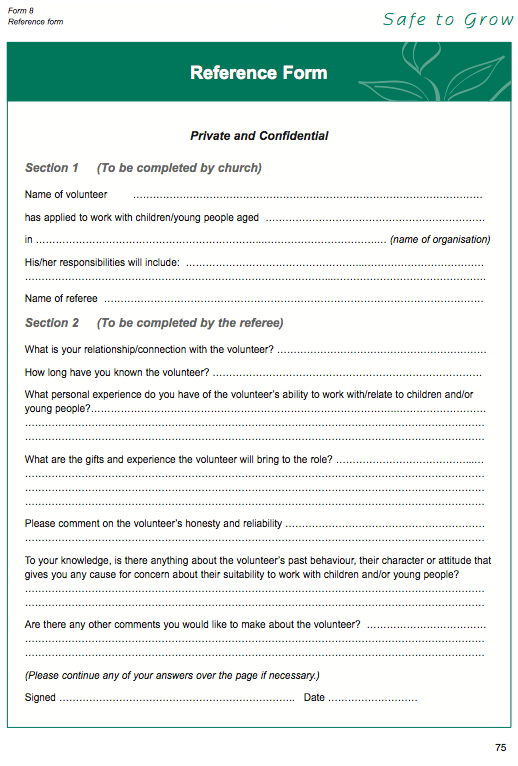 Form 8
Reference form
Safe to Grow
Reference Form
Private and Confidential
Section 1 (To be completed by church)
Name of volunteer ..........................................................................................................
has applied to work with children/young people aged ..................................................................
in .......................................................................................................... (name of organisation)
His/her responsibilities will include: ..........................................................................................
..........................................................................................................................................
Name of referee ...................................................................................................................
Section 2 (To be completed by the referee)
What is your relationship/connection with the volunteer? ...............................................................
How long have you known the volunteer? .................................................................................
What personal experience do you have of the volunteer's ability to work with/relate to children and/or
young people?......................................................................................................................
..........................................................................................................................................
..........................................................................................................................................
What are the gifts and experience the volunteer will bring to the role? .............................................
..........................................................................................................................................
..........................................................................................................................................
..........................................................................................................................................
Please comment on the volunteer's honesty and reliability ............................................................
..........................................................................................................................................
To your knowledge, is there anything about the volunteer's past behaviour, their character or attitude that
gives you any cause for concern about their suitability to work with children and/or young people?
..........................................................................................................................................
..........................................................................................................................................
Are there any other comments you would like to make about the volunteer? ....................................
..........................................................................................................................................
..........................................................................................................................................
(Please continue any of your answers over the page if necessary.)
Signed ....................................................................... Date ...........................
75